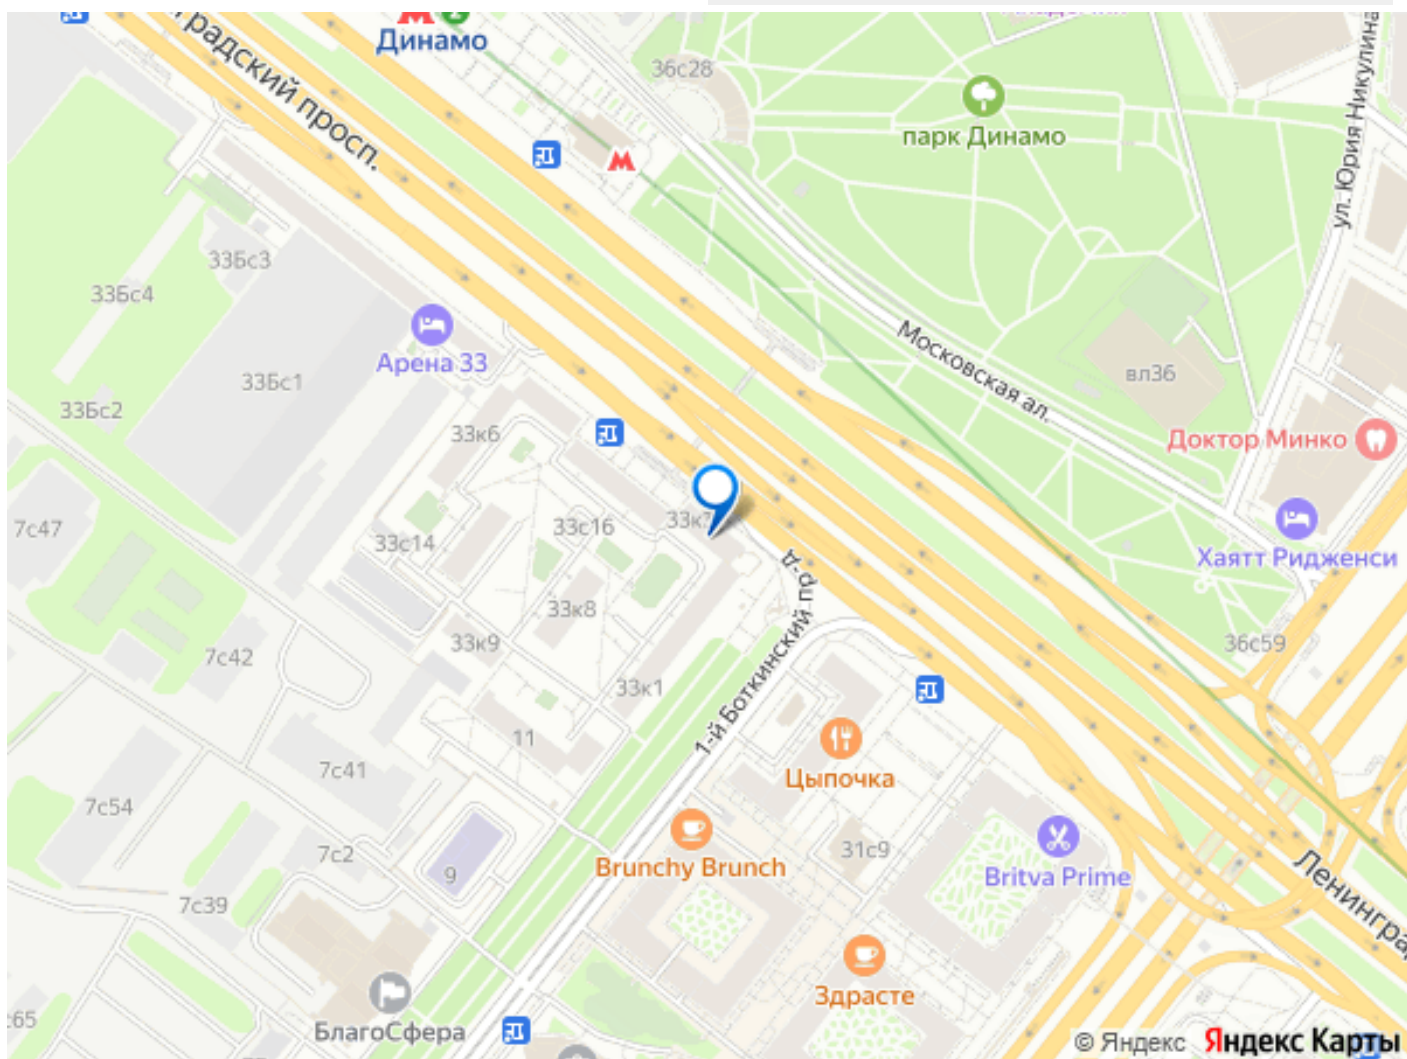 Динамо
36с28
парк Динамо
ул. Юрия Никулина
градский просп.
33Бс3
33Бс4
Арена 33
33Бс1
33Бс2
Московская ал.
вл36
Доктор Минко
33к6
7с47
33с14
33с16
Хаятт Ридженси
пр-д
33к8
33к9
7с42
36с59
33к1
1-й Боткинский
11
7с41
Цыпочка
7с54
7с2
Brunchy Brunch
31с9
Britva Prime
9
7с39
Ленингра
Здрасте
с65
БлагоСфера
© Яндекс Яндекс Карты